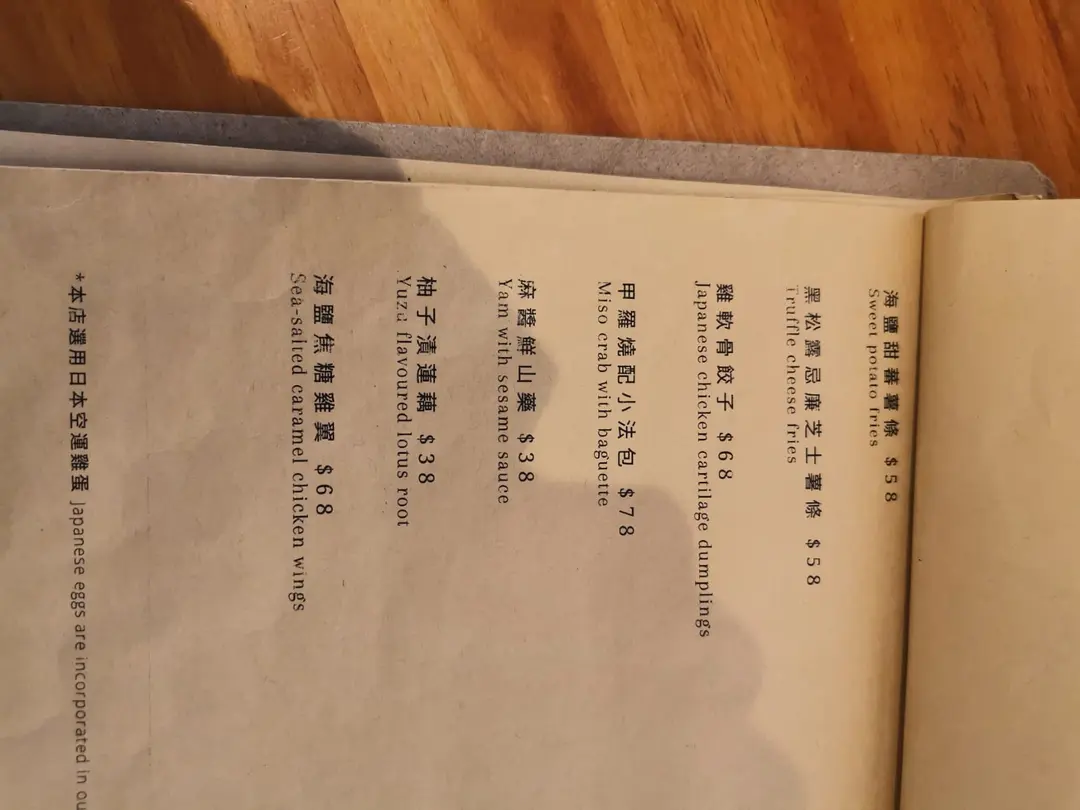 海鹽甜蕃薯條 $58
Sweet potato fries
黑松露忌廉芝士薯條 $58
Truffle cheese fries
雞軟骨餃子 $68
Japanese chicken cartilage dumplings
甲羅燒配小法包 $78
Miso crab with baguette
麻醬鮮山藥 $38
Yam with sesame sauce
柚子漬蓮藕 $38
Yuzu flavoured lotus root
海鹽焦糖雞翼 $68
Sea-salted caramel chicken wings
*本店選用日本空運雞蛋 Japanese eggs are incorporated in